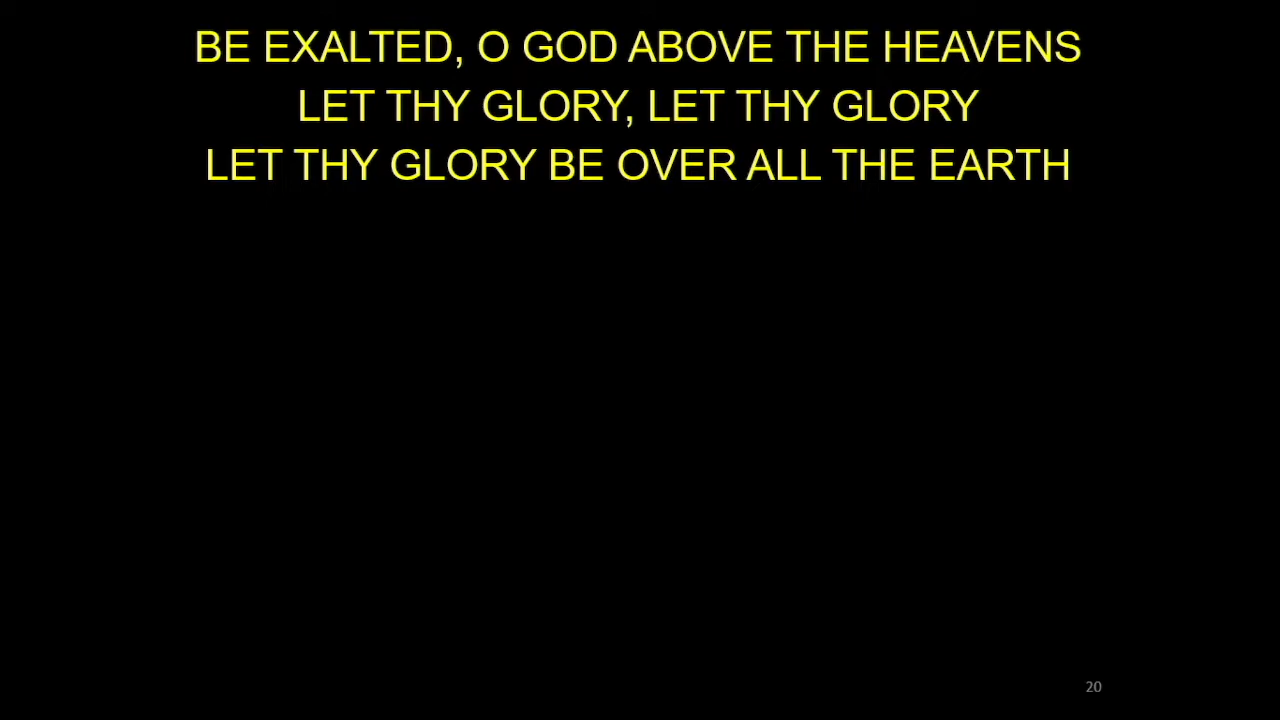 BE EXALTED, O GOD ABOVE THE HEAVENS
LET THY GLORY, LET THY GLORY
LET THY GLORY BE OVER ALL THE EARTH
20